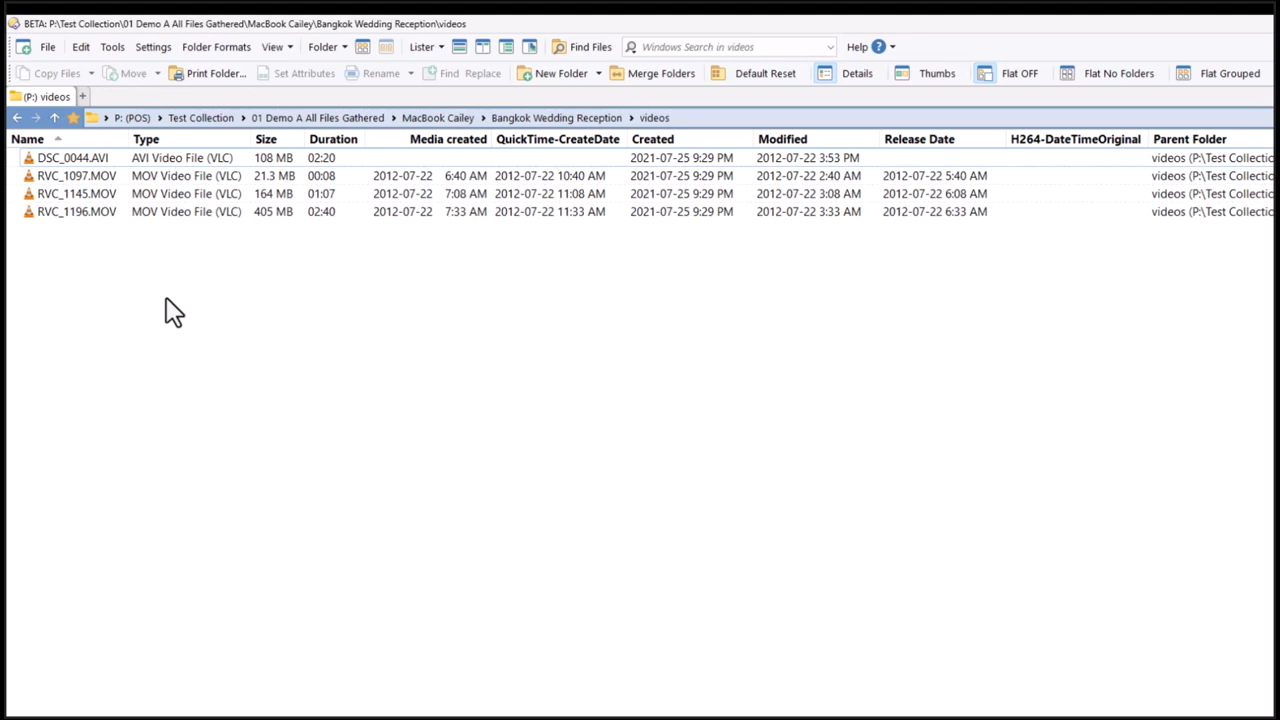 BETA: P:\Test Collection\01 Demo A All Files Gathered\MacBook Cailey\Bangkok Wedding Reception\videos
File Edit Tools Settings Folder Formats View Folder Lister Find Files Windows Search in videos Help ?
Copy Files Move Print Folder... Set Attributes Rename Find Replace New Folder Merge Folders Default Reset Details Thumbs Flat OFF Flat No Folders Flat Grouped
(P:) videos +
P: (POS) Test Collection 01 Demo A All Files Gathered MacBook Cailey Bangkok Wedding Reception videos
Name Type Size Duration Media created QuickTime-CreateDate Created Modified Release Date H264-DateTimeOriginal Parent Folder
DSC_0044.AVI AVI Video File (VLC) 108 MB 02:20 2021-07-25 9:29 PM 2012-07-22 3:53 PM videos (P:\Test Collectic
RVC_1097.MOV MOV Video File (VLC) 21.3 MB 00:08 2012-07-22 6:40 AM 2012-07-22 10:40 AM 2021-07-25 9:29 PM 2012-07-22 2:40 AM 2012-07-22 5:40 AM videos (P:\Test Collectic
RVC_1145.MOV MOV Video File (VLC) 164 MB 01:07 2012-07-22 7:08 AM 2012-07-22 11:08 AM 2021-07-25 9:29 PM 2012-07-22 3:08 AM 2012-07-22 6:08 AM videos (P:\Test Collectic
RVC_1196.MOV MOV Video File (VLC) 405 MB 02:40 2012-07-22 7:33 AM 2012-07-22 11:33 AM 2021-07-25 9:29 PM 2012-07-22 3:33 AM 2012-07-22 6:33 AM videos (P:\Test Collectic